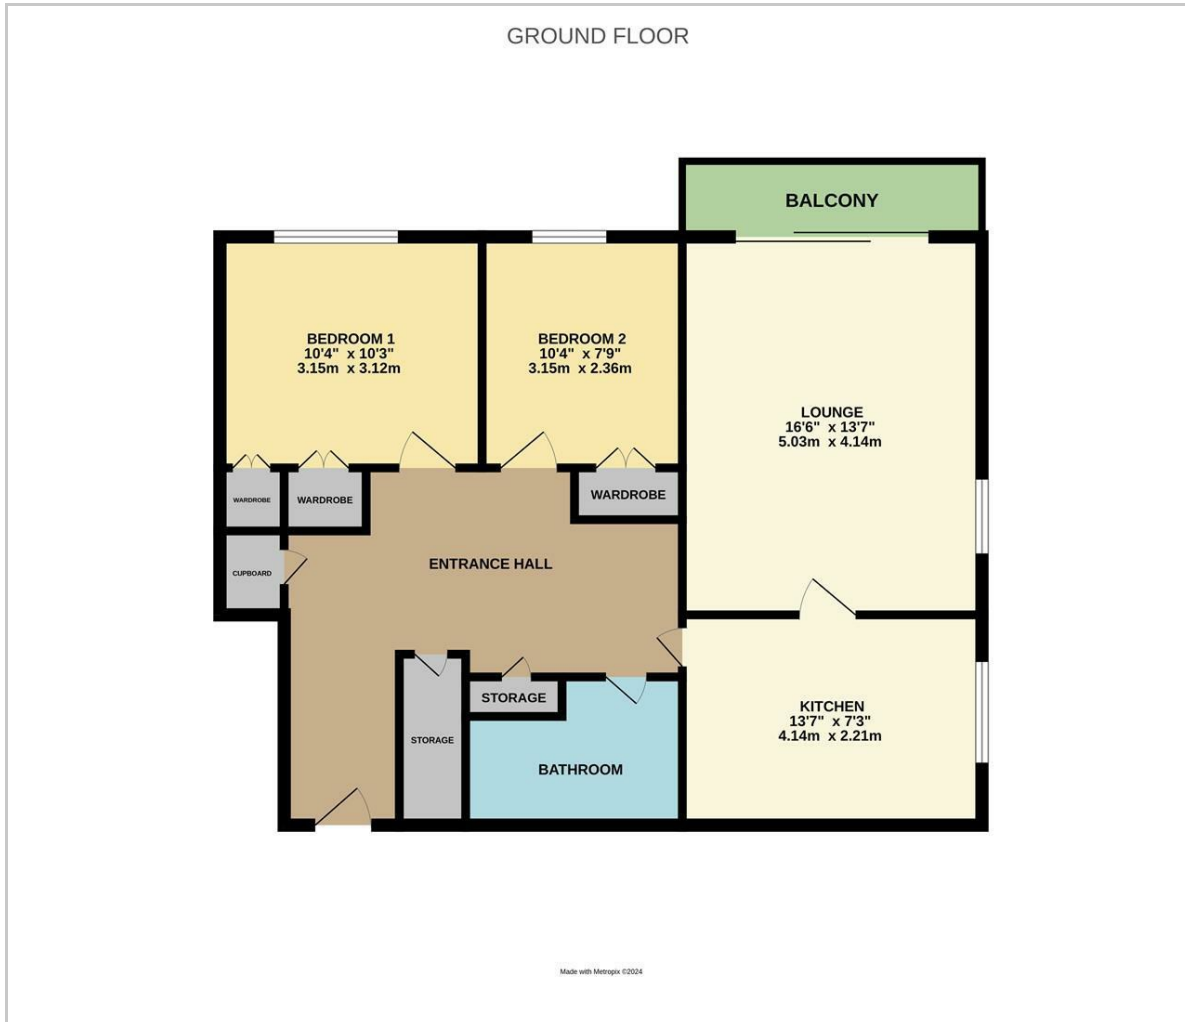 GROUND FLOOR
BALCONY
BEDROOM 1
10'4" x 10'3"
3.15m x 3.12m
BEDROOM 2
10'4" x 7'9"
3.15m x 2.36m
LOUNGE
16'6" x 13'7"
5.03m x 4.14m
WARDROBE
WARDROBE
WARDROBE
ENTRANCE HALL
CUPBOARD
STORAGE
STORAGE
BATHROOM
KITCHEN
13'7" x 7'3"
4.14m x 2.21m
Made with Metropix ©2024